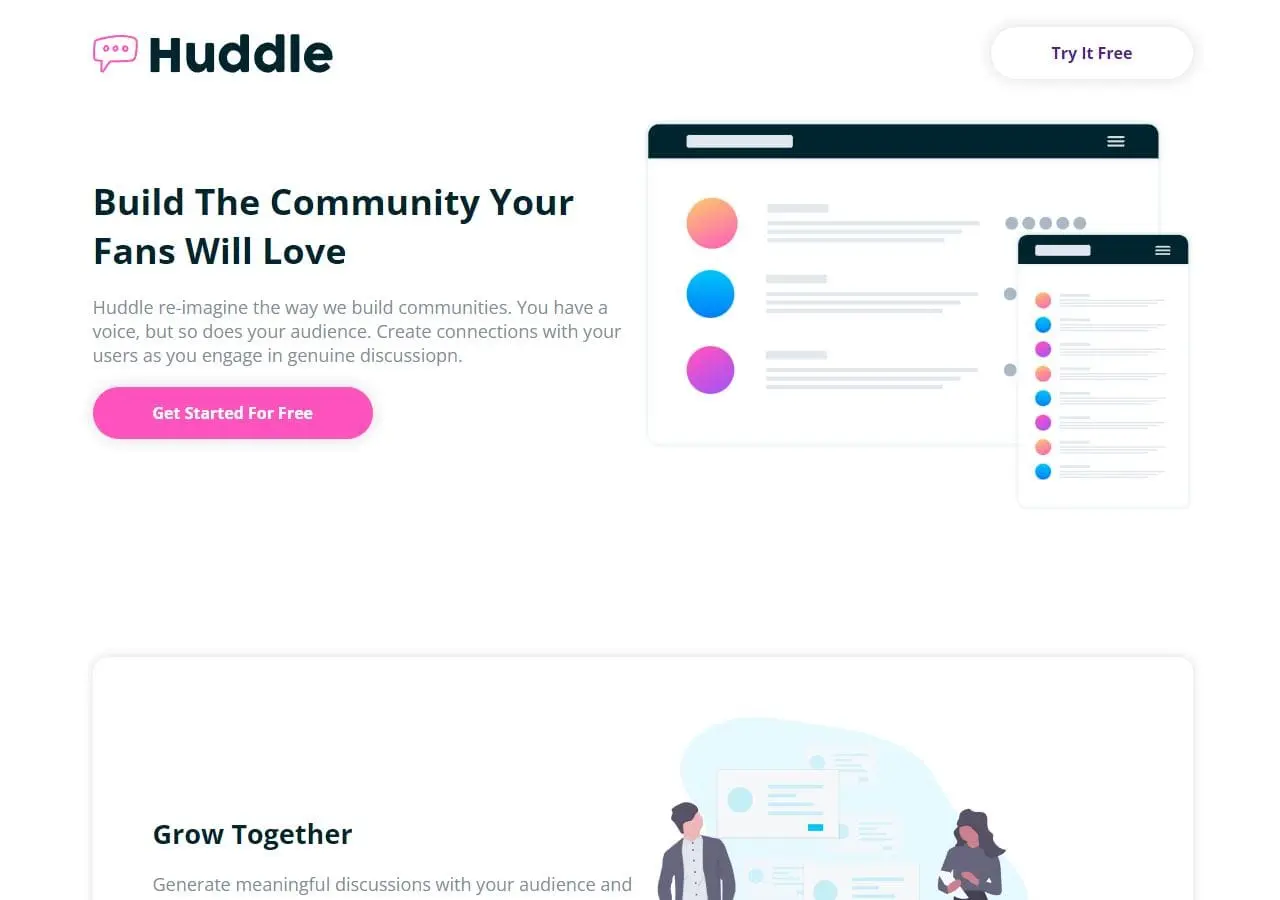 Huddle
Try It Free
Build The Community Your
Fans Will Love
Huddle re-imagine the way we build communities. You have a
voice, but so does your audience. Create connections with your
users as you engage in genuine discussiopn.
Get Started For Free
Grow Together
Generate meaningful discussions with your audience and